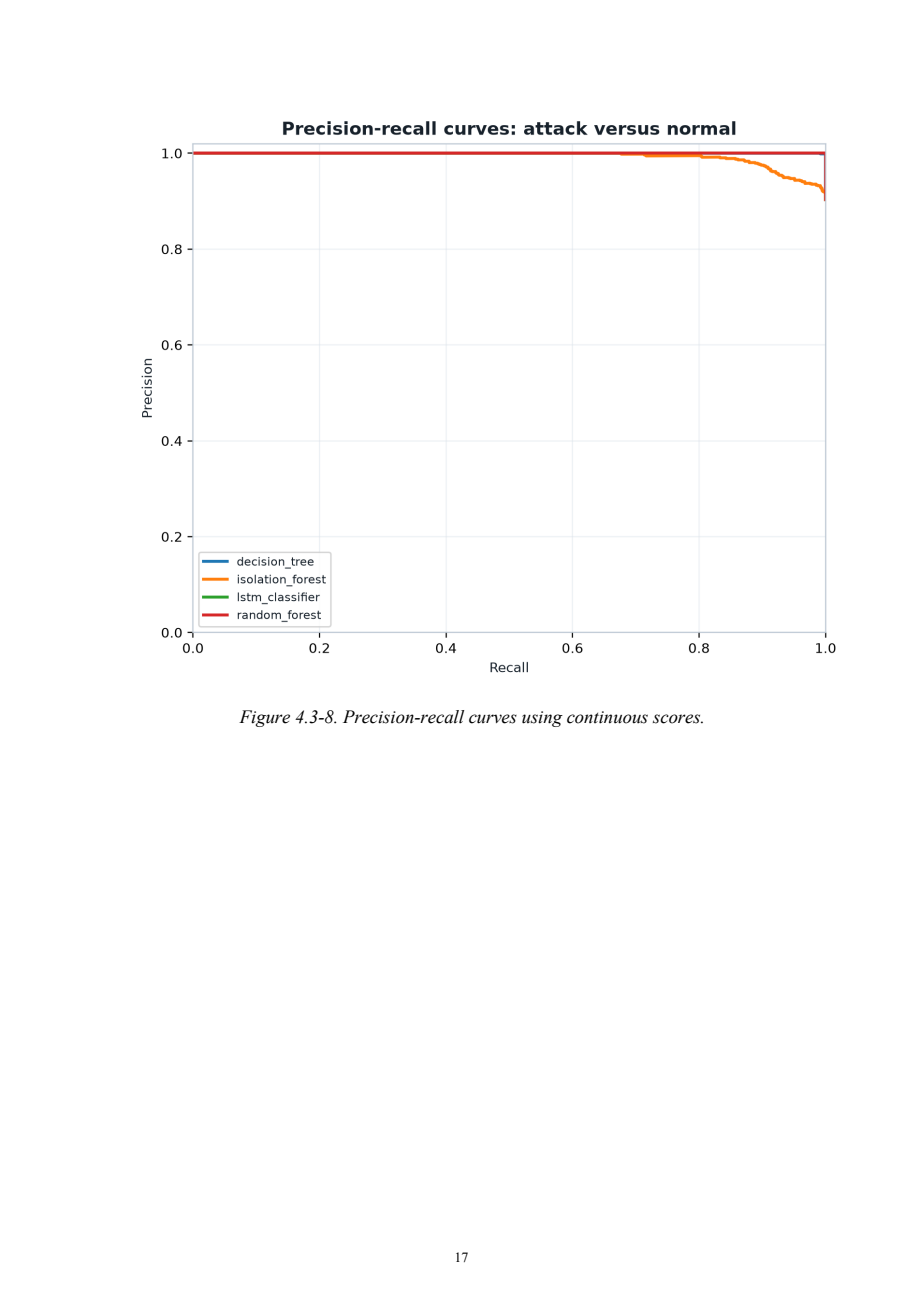 Precision-recall curves: attack versus normal
1.0
0.8
0.6
0.4
0.2
0.0
Precision
decision_tree
isolation_forest
lstm_classifier
random_forest
0.0 0.2 0.4 0.6 0.8 1.0
Recall
Figure 4.3-8. Precision-recall curves using continuous scores.
17